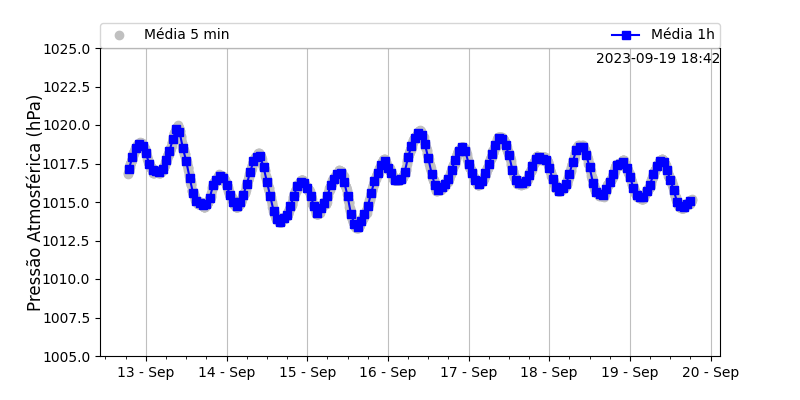 Média 5 min
Média 1h
2023-09-19 18:42
Pressão Atmosférica (hPa)
1025.0
1022.5
1020.0
1017.5
1015.0
1012.5
1010.0
1007.5
1005.0
13 - Sep
14 - Sep
15 - Sep
16 - Sep
17 - Sep
18 - Sep
19 - Sep
20 - Sep